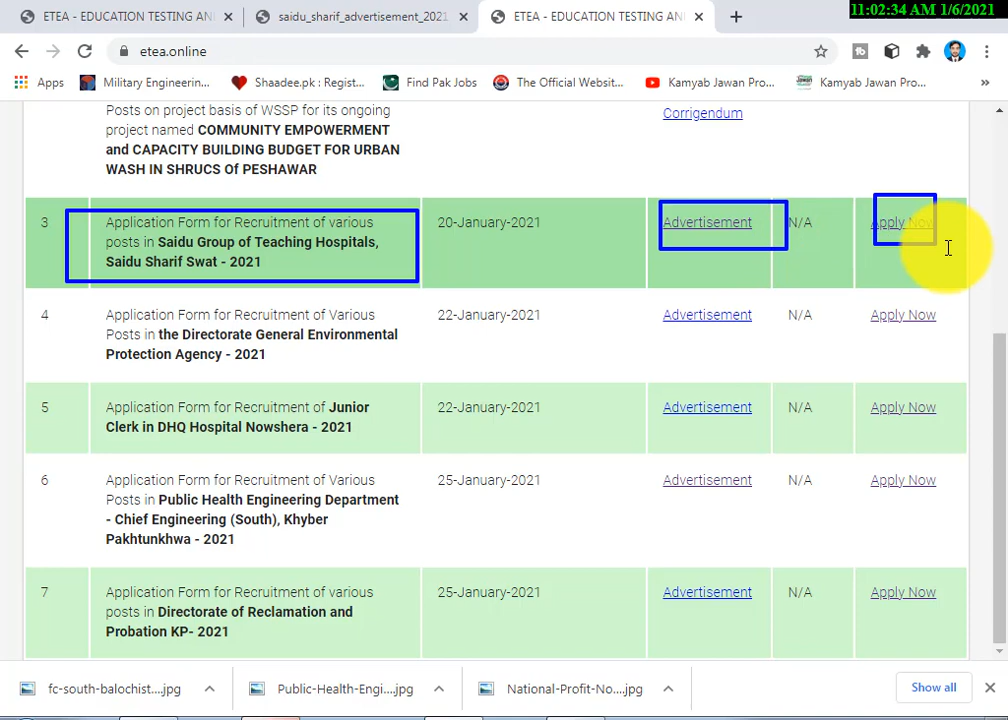 11:02:34 AM 1/6/2021
ETEA - EDUCATION TESTING AN
saidu_sharif_advertisement_2021
ETEA - EDUCATION TESTING AN
etea.online
Apps
Military Engineerin...
Shaadee.pk : Regist...
Find Pak Jobs
The Official Websit...
Kamyab Jawan Pro...
Kamyab Jawan Pro...
»
Posts on project basis of WSSP for its ongoing
project named COMMUNITY EMPOWERMENT
and CAPACITY BUILDING BUDGET FOR URBAN
WASH IN SHRUCS Of PESHAWAR
Corrigendum
3
Application Form for Recruitment of various
posts in Saidu Group of Teaching Hospitals,
Saidu Sharif Swat - 2021
20-January-2021
Advertisement
N/A
Apply Now
4
Application Form for Recruitment of Various
Posts in the Directorate General Environmental
Protection Agency - 2021
22-January-2021
Advertisement
N/A
Apply Now
5
Application Form for Recruitment of Junior
Clerk in DHQ Hospital Nowshera - 2021
22-January-2021
Advertisement
N/A
Apply Now
6
Application Form for Recruitment of Various
Posts in Public Health Engineering Department
- Chief Engineering (South), Khyber
Pakhtunkhwa - 2021
25-January-2021
Advertisement
N/A
Apply Now
7
Application Form for Recruitment of various
posts in Directorate of Reclamation and
Probation KP- 2021
25-January-2021
Advertisement
N/A
Apply Now
fc-south-balochist....jpg
Public-Health-Engi....jpg
National-Profit-No....jpg
Show all